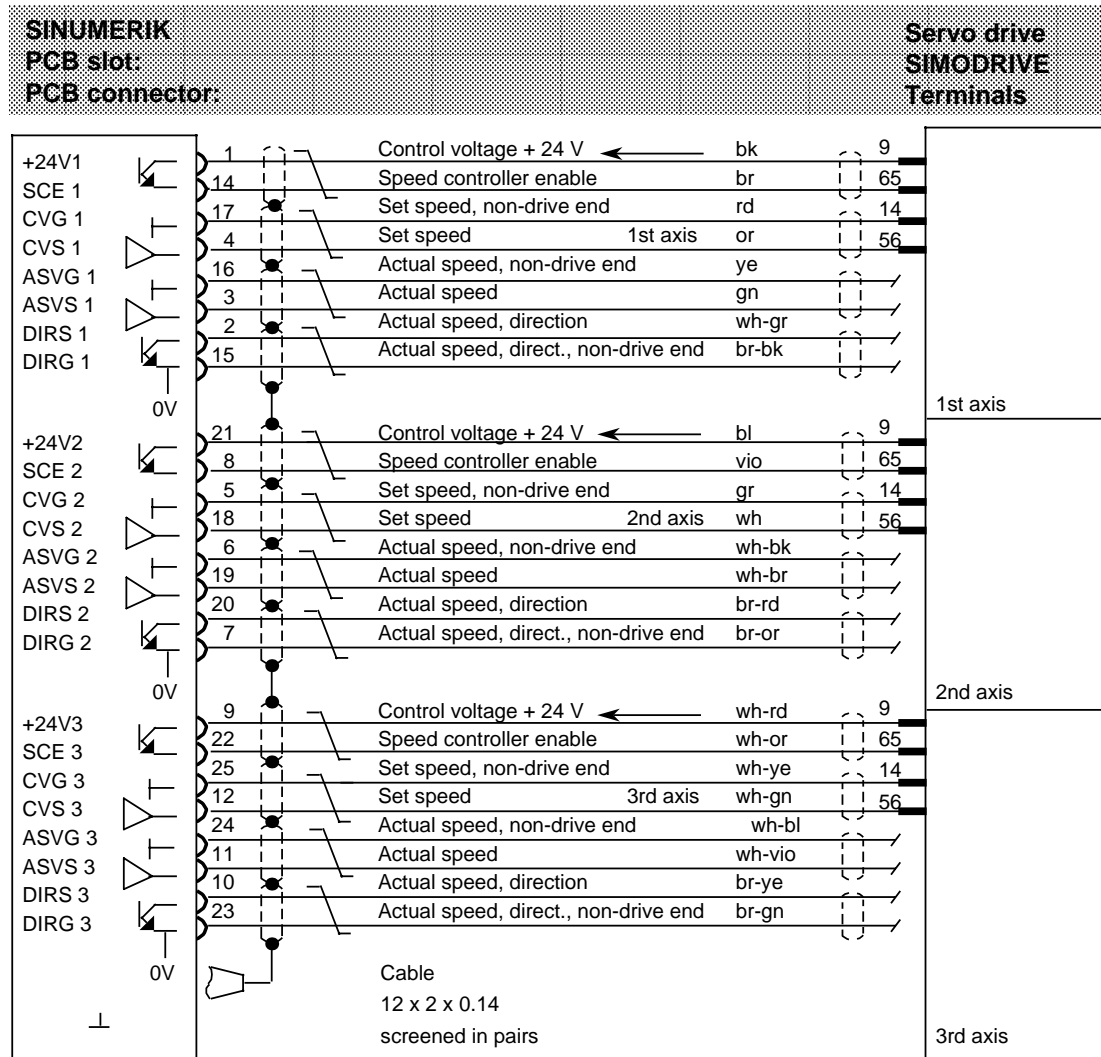 SINUMERIK
PCB slot:
PCB connector:
Servo drive
SIMODRIVE
Terminals
+24V1 1 Control voltage + 24 V bk 9
SCE 1 14 Speed controller enable br 65
CVG 1 17 Set speed, non-drive end rd 14
CVS 1 4 Set speed 1st axis or 56
ASVG 1 16 Actual speed, non-drive end ye
ASVS 1 3 Actual speed gn
DIRS 1 2 Actual speed, direction wh-gr
DIRG 1 15 Actual speed, direct., non-drive end br-bk
0V
1st axis
+24V2 21 Control voltage + 24 V bl 9
SCE 2 8 Speed controller enable vio 65
CVG 2 5 Set speed, non-drive end gr 14
CVS 2 18 Set speed 2nd axis wh 56
ASVG 2 6 Actual speed, non-drive end wh-bk
ASVS 2 19 Actual speed wh-br
DIRS 2 20 Actual speed, direction br-rd
DIRG 2 7 Actual speed, direct., non-drive end br-or
0V
2nd axis
+24V3 9 Control voltage + 24 V wh-rd 9
SCE 3 22 Speed controller enable wh-or 65
CVG 3 25 Set speed, non-drive end wh-ye 14
CVS 3 12 Set speed 3rd axis wh-gn 56
ASVG 3 24 Actual speed, non-drive end wh-bl
ASVS 3 11 Actual speed wh-vio
DIRS 3 10 Actual speed, direction br-ye
DIRG 3 23 Actual speed, direct., non-drive end br-gn
0V
Cable
12 x 2 x 0.14
screened in pairs
3rd axis